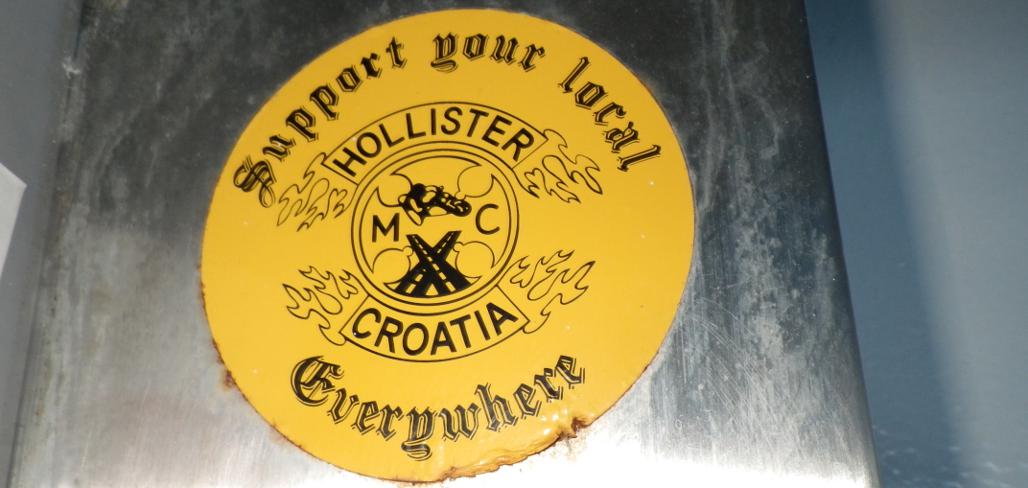 Support your local
HOLLISTER
M C
CROATIA
Everywhere